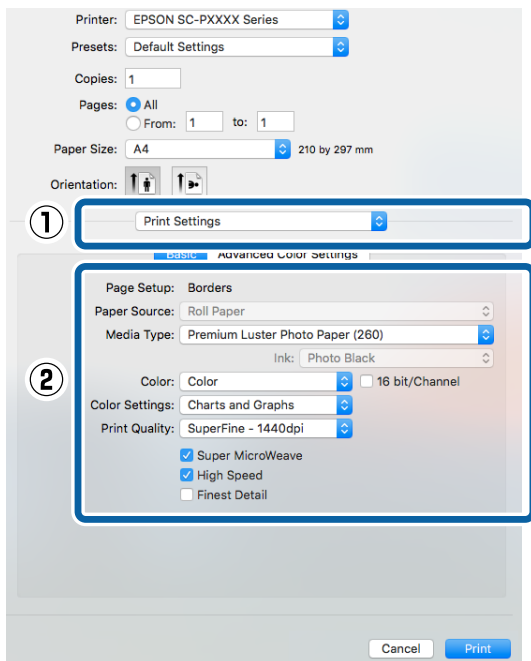 Printer: EPSON SC-PXXXX Series
Presets: Default Settings
Copies: 1
Pages: All
From: 1 to: 1
Paper Size: A4 210 by 297 mm
Orientation:
1 Print Settings
Basic Advanced Color Settings
Page Setup: Borders
Paper Source: Roll Paper
Media Type: Premium Luster Photo Paper (260)
Ink: Photo Black
2
Color: Color 16 bit/Channel
Color Settings: Charts and Graphs
Print Quality: SuperFine - 1440dpi
Super MicroWeave
High Speed
Finest Detail
Cancel Print